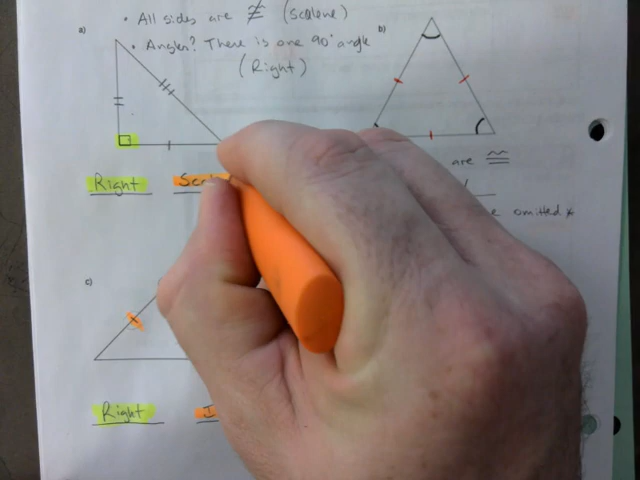 • All sides are ≇ (scalene)
a)
• Angles? There is one 90° angle
(Right)
b)
are ≅
Right
omitted *
c)
Right